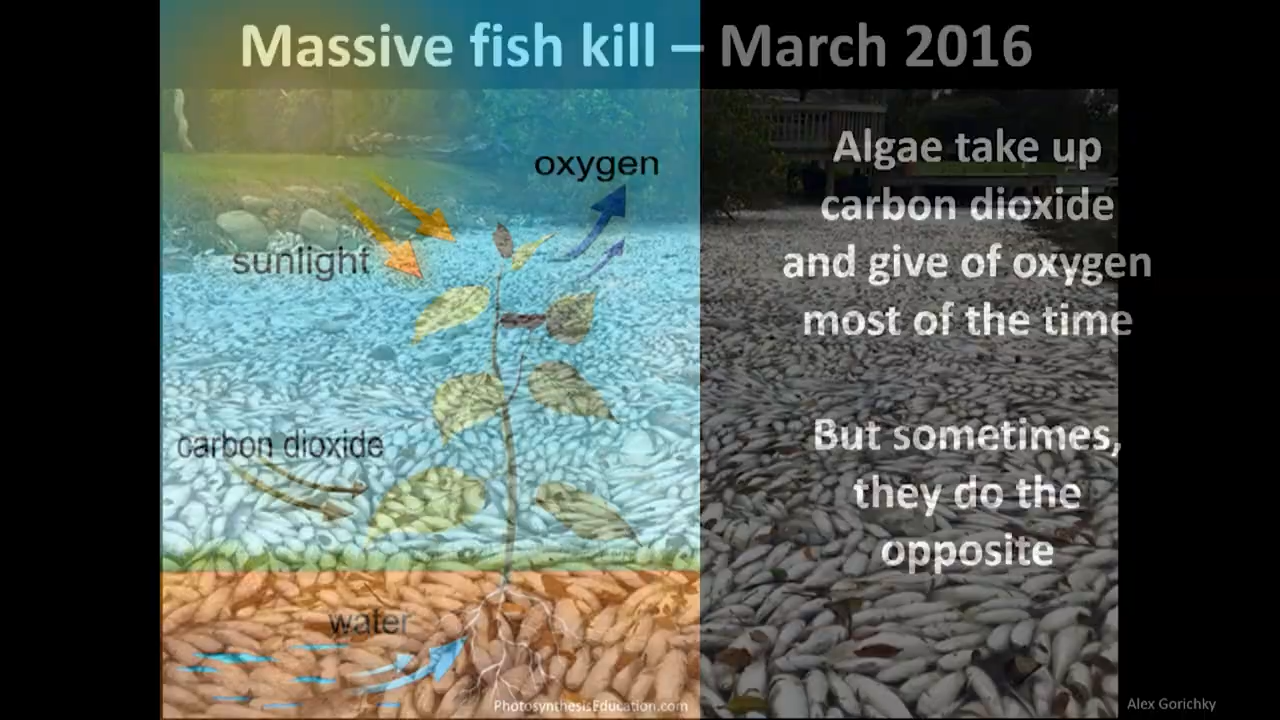 Massive fish kill – March 2016
oxygen
sunlight
carbon dioxide
water
PhotosynthesisEducation.com
Algae take up
carbon dioxide
and give of oxygen
most of the time
But sometimes,
they do the
opposite
Alex Gorichky